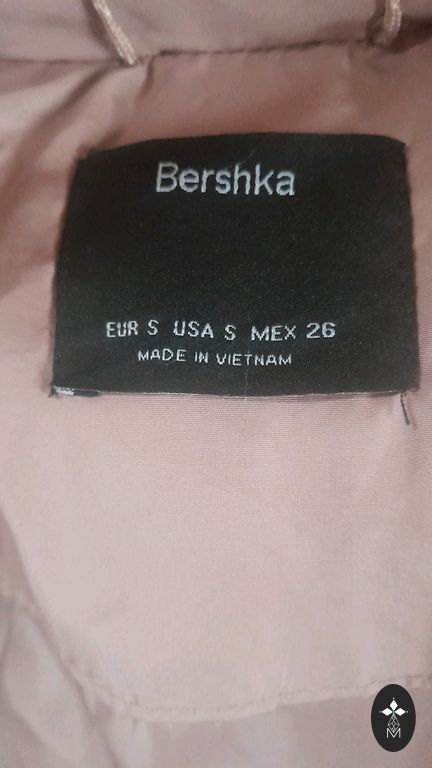 Bershka
EUR S USA S MEX 26
MADE IN VIETNAM
M